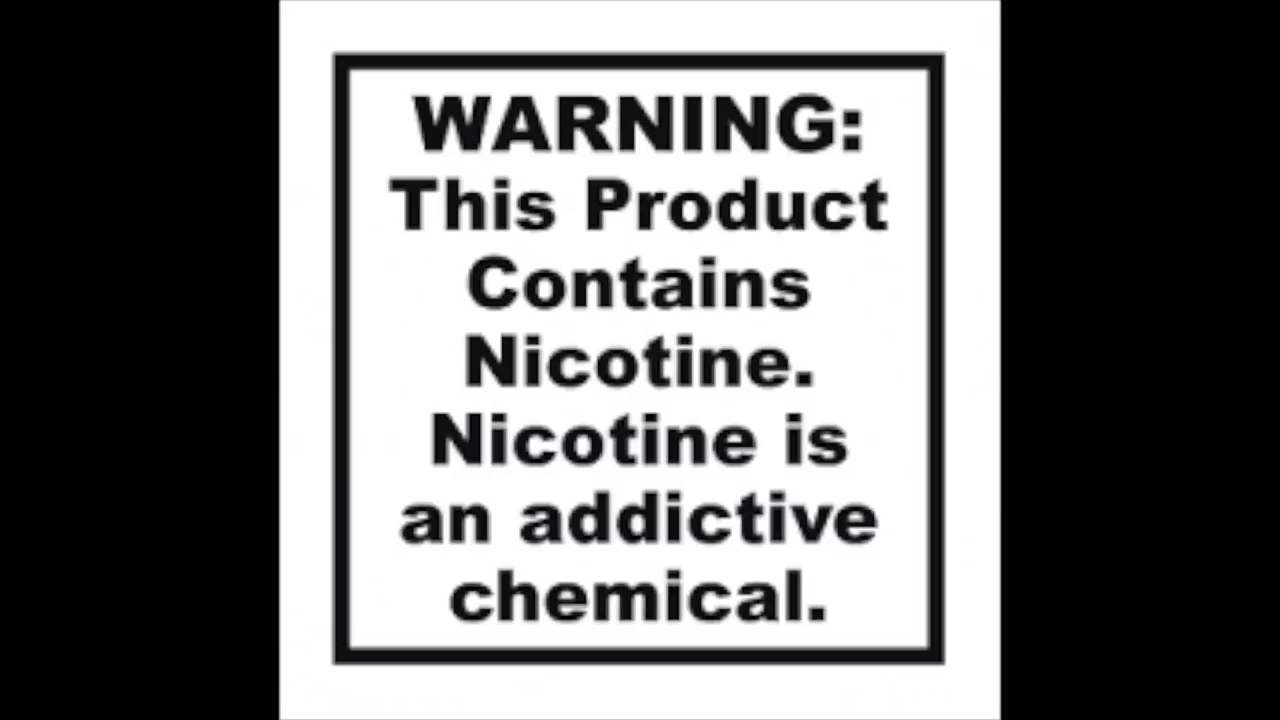 WARNING:
This Product
Contains
Nicotine.
Nicotine is
an addictive
chemical.